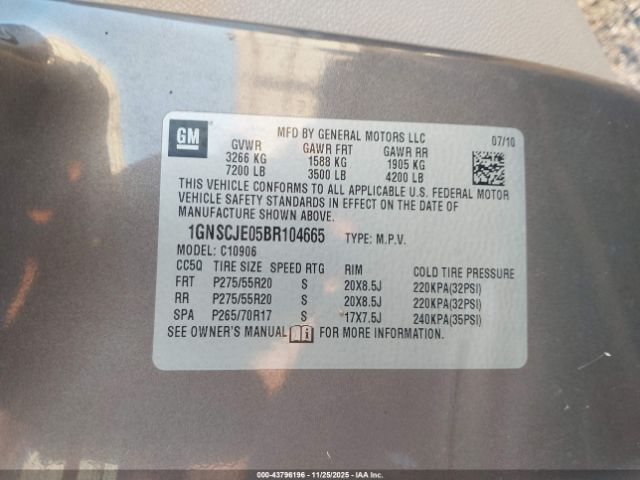 GM
MFD BY GENERAL MOTORS LLC 07/10
GVWR GAWR FRT GAWR RR
3266 KG 1588 KG 1905 KG
7200 LB 3500 LB 4200 LB
THIS VEHICLE CONFORMS TO ALL APPLICABLE U.S. FEDERAL MOTOR
VEHICLE SAFETY STANDARDS IN EFFECT ON THE DATE OF
MANUFACTURE SHOWN ABOVE.
1GNSCJE05BR104665 TYPE: M.P.V.
MODEL: C10906
CC5Q TIRE SIZE SPEED RTG RIM COLD TIRE PRESSURE
FRT P275/55R20 S 20X8.5J 220KPA(32PSI)
RR P275/55R20 S 20X8.5J 220KPA(32PSI)
SPA P265/70R17 S 17X7.5J 240KPA(35PSI)
SEE OWNER'S MANUAL FOR MORE INFORMATION.
000-43796196 - 11/25/2025 - IAA Inc.